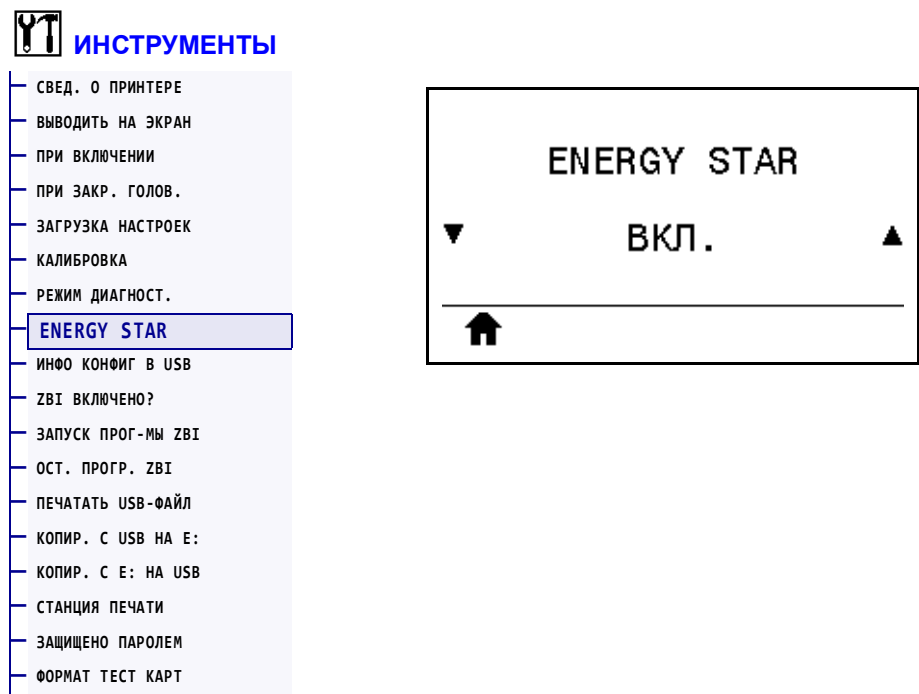 ИНСТРУМЕНТЫ
СВЕД. О ПРИНТЕРЕ
ВЫВОДИТЬ НА ЭКРАН
ПРИ ВКЛЮЧЕНИИ
ПРИ ЗАКР. ГОЛОВ.
ЗАГРУЗКА НАСТРОЕК
КАЛИБРОВКА
РЕЖИМ ДИАГНОСТ.
ENERGY STAR
ИНФО КОНФИГ В USB
ZBI ВКЛЮЧЕНО?
ЗАПУСК ПРОГ-МЫ ZBI
ОСТ. ПРОГР. ZBI
ПЕЧАТАТЬ USB-ФАЙЛ
КОПИР. С USB НА E:
КОПИР. С E: НА USB
СТАНЦИЯ ПЕЧАТИ
ЗАЩИЩЕНО ПАРОЛЕМ
ФОРМАТ ТЕСТ КАРТ
ENERGY STAR
ВКЛ.